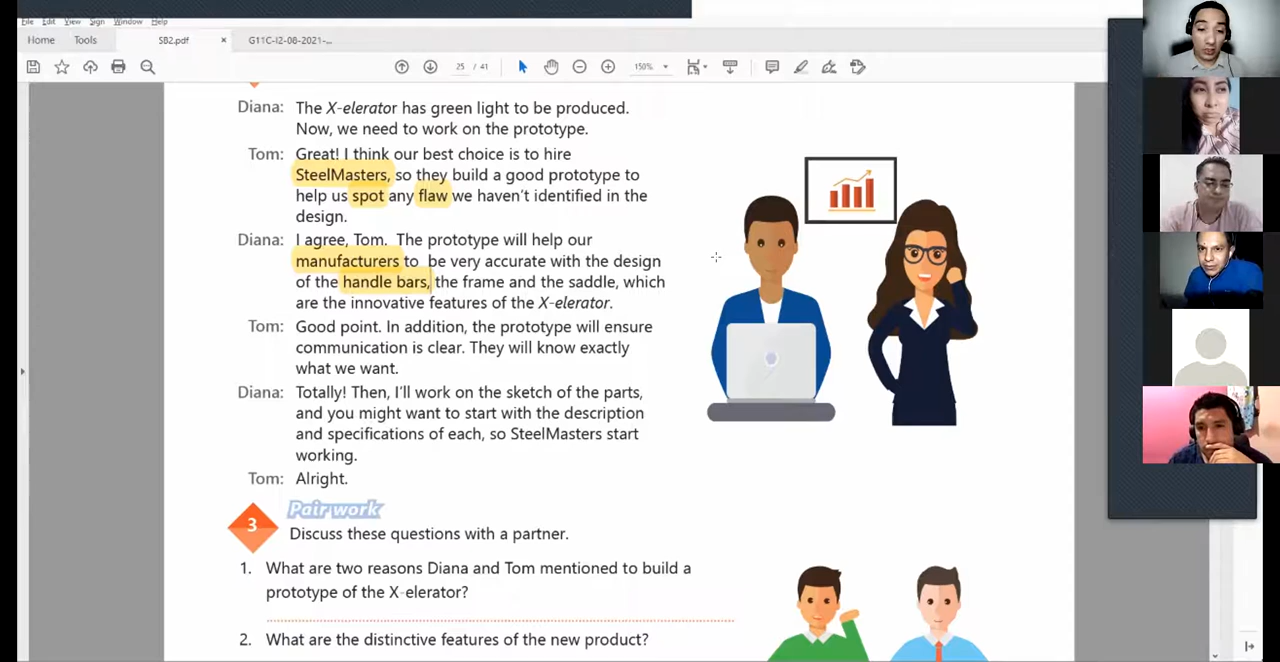 File Edit View Sign Window Help
Home Tools SB2.pdf × G11C-I2-08-2021-...
25 / 41 150%
Diana: The X-elerator has green light to be produced.
Now, we need to work on the prototype.
Tom: Great! I think our best choice is to hire
SteelMasters, so they build a good prototype to
help us spot any flaw we haven't identified in the
design.
Diana: I agree, Tom. The prototype will help our
manufacturers to be very accurate with the design
of the handle bars, the frame and the saddle, which
are the innovative features of the X-elerator.
Tom: Good point. In addition, the prototype will ensure
communication is clear. They will know exactly
what we want.
Diana: Totally! Then, I'll work on the sketch of the parts,
and you might want to start with the description
and specifications of each, so SteelMasters start
working.
Tom: Alright.
3 Pair work
Discuss these questions with a partner.
1. What are two reasons Diana and Tom mentioned to build a
prototype of the X-elerator?
2. What are the distinctive features of the new product?